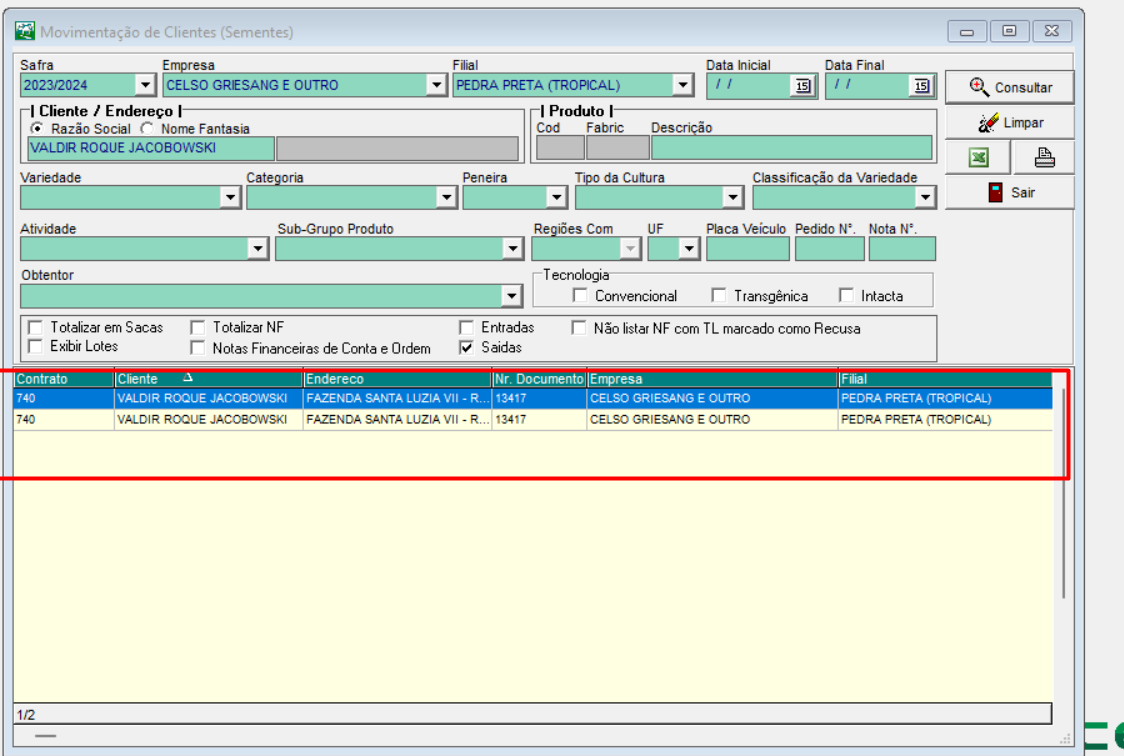 Movimentação de Clientes (Sementes)
Safra Empresa Filial Data Inicial Data Final
2023/2024 CELSO GRIESANG E OUTRO PEDRA PRETA (TROPICAL) / / 15 / / 15 Consultar
| Cliente / Endereço | | Produto |
Razão Social Nome Fantasia Cod Fabric Descrição Limpar
VALDIR ROQUE JACOBOWSKI
Variedade Categoria Peneira Tipo da Cultura Classificação da Variedade
Sair
Atividade Sub-Grupo Produto Regiões Com UF Placa Veículo Pedido N°. Nota N°.
Obtentor Tecnologia
Convencional Transgênica Intacta
Totalizar em Sacas Totalizar NF Entradas Não listar NF com TL marcado como Recusa
Exibir Lotes Notas Financeiras de Conta e Ordem Saidas
Contrato Cliente Endereco Nr. Documento Empresa Filial
740 VALDIR ROQUE JACOBOWSKI FAZENDA SANTA LUZIA VII - R... 13417 CELSO GRIESANG E OUTRO PEDRA PRETA (TROPICAL)
740 VALDIR ROQUE JACOBOWSKI FAZENDA SANTA LUZIA VII - R... 13417 CELSO GRIESANG E OUTRO PEDRA PRETA (TROPICAL)
1/2